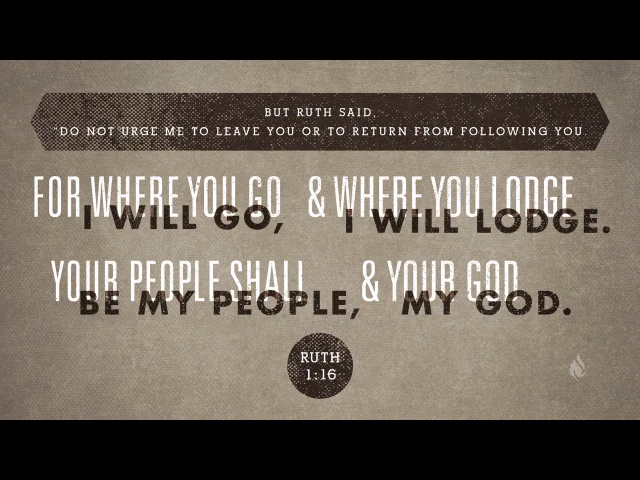 BUT RUTH SAID,
"DO NOT URGE ME TO LEAVE YOU OR TO RETURN FROM FOLLOWING YOU
FOR WHERE YOU GO
I WILL GO,
& WHERE YOU LODGE
I WILL LODGE.
YOUR PEOPLE SHALL
BE MY PEOPLE,
& YOUR GOD
MY GOD.
RUTH
1:16